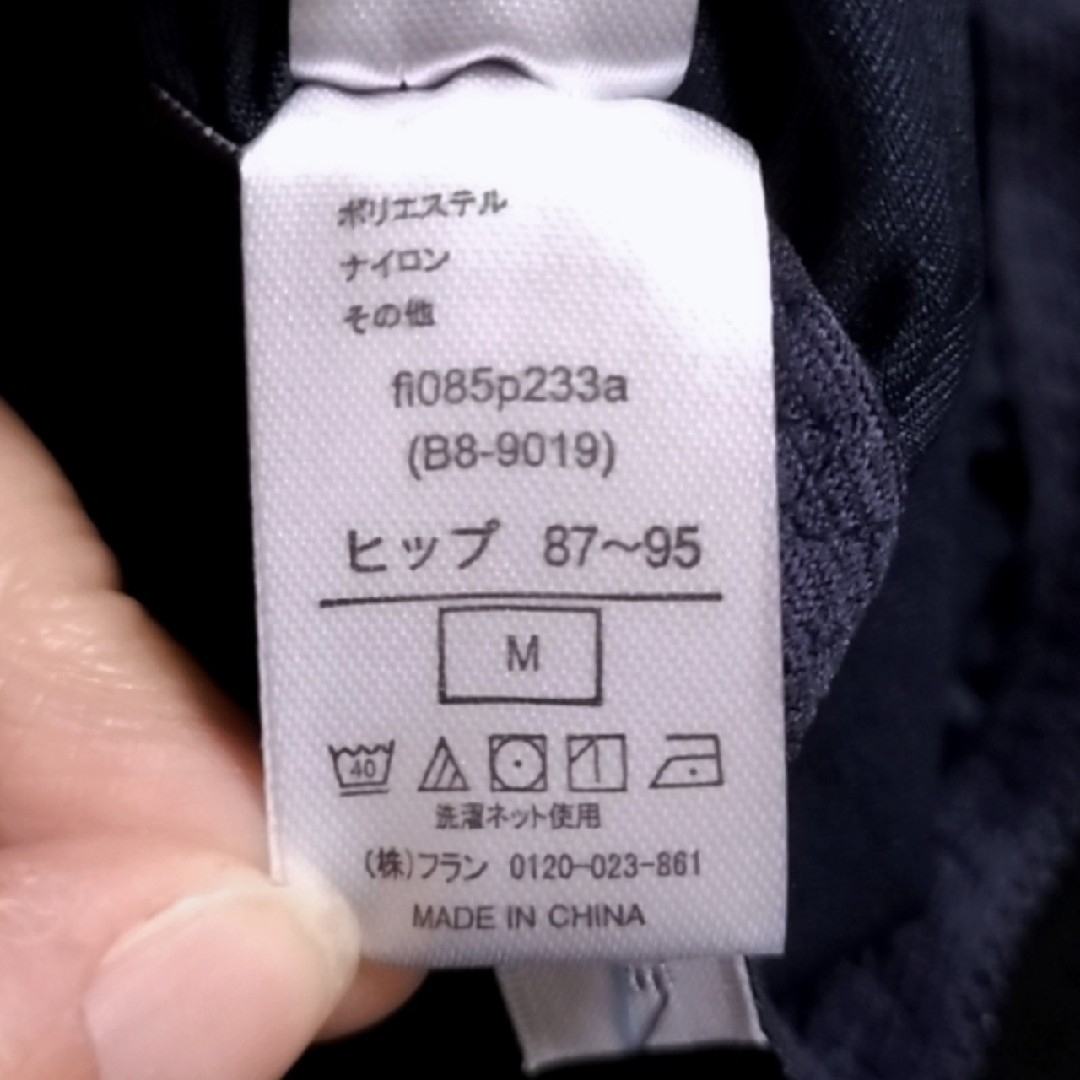 ポリエステル
ナイロン
その他
fi085p233a
(B8-9019)
ヒップ 87～95
M
40
洗濯ネット使用
(株)フラン 0120-023-861
MADE IN CHINA